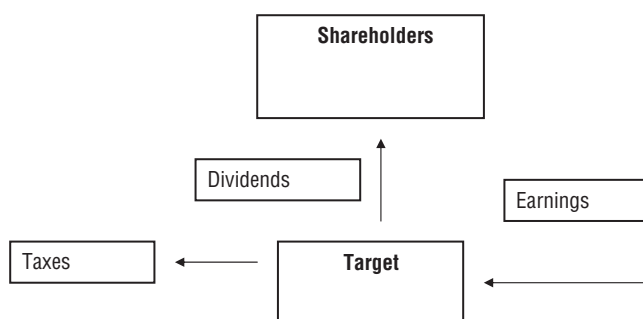 Shareholders
Dividends
Earnings
Taxes
Target